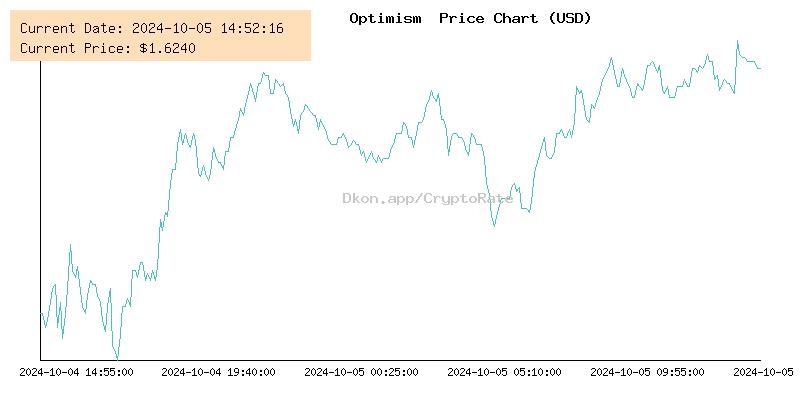 Optimism Price Chart (USD)
Current Date: 2024-10-05 14:52:16
Current Price: $1.6240
Dkon.app/CryptoRate
2024-10-04 14:55:00 2024-10-04 19:40:00 2024-10-05 00:25:00 2024-10-05 05:10:00 2024-10-05 09:55:00 2024-10-05